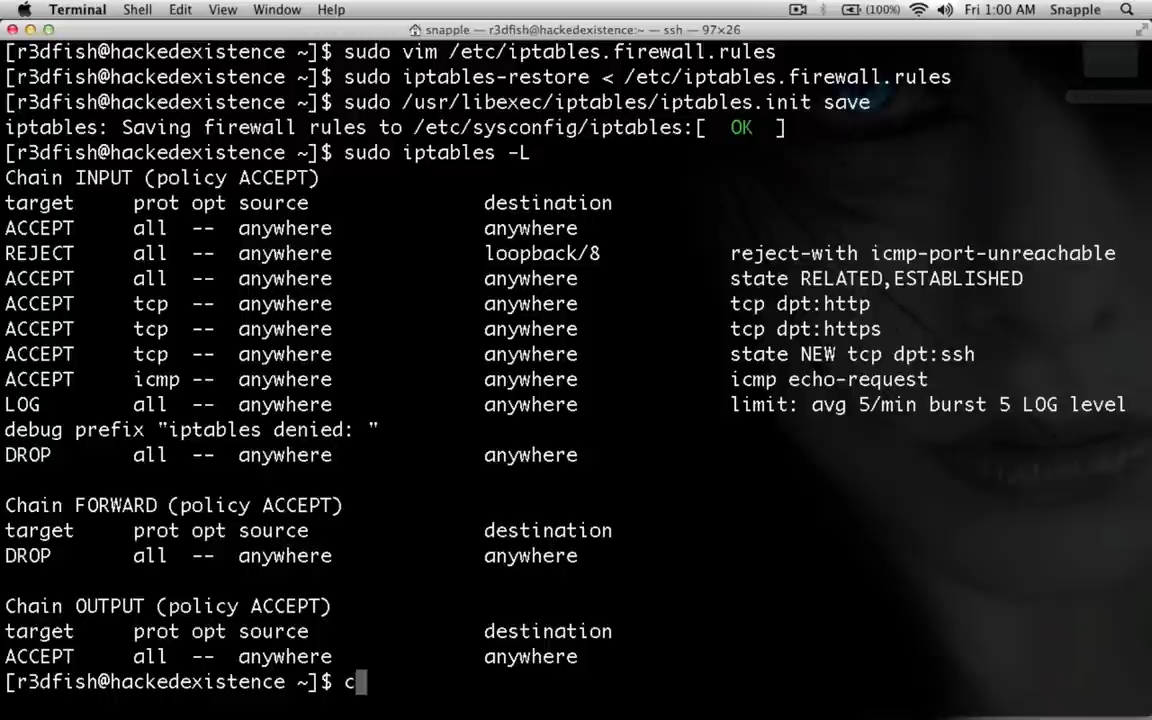 Terminal Shell Edit View Window Help (100%) Fri 1:00 AM Snapple
snapple — r3dfish@hackedexistence:~ — ssh — 97×26
[r3dfish@hackedexistence ~]$ sudo vim /etc/iptables.firewall.rules
[r3dfish@hackedexistence ~]$ sudo iptables-restore < /etc/iptables.firewall.rules
[r3dfish@hackedexistence ~]$ sudo /usr/libexec/iptables/iptables.init save
iptables: Saving firewall rules to /etc/sysconfig/iptables:[  OK  ]
[r3dfish@hackedexistence ~]$ sudo iptables -L
Chain INPUT (policy ACCEPT)
target     prot opt source               destination
ACCEPT     all  --  anywhere             anywhere
REJECT     all  --  anywhere             loopback/8           reject-with icmp-port-unreachable
ACCEPT     all  --  anywhere             anywhere             state RELATED,ESTABLISHED
ACCEPT     tcp  --  anywhere             anywhere             tcp dpt:http
ACCEPT     tcp  --  anywhere             anywhere             tcp dpt:https
ACCEPT     tcp  --  anywhere             anywhere             state NEW tcp dpt:ssh
ACCEPT     icmp --  anywhere             anywhere             icmp echo-request
LOG        all  --  anywhere             anywhere             limit: avg 5/min burst 5 LOG level
debug prefix "iptables denied: "
DROP       all  --  anywhere             anywhere
Chain FORWARD (policy ACCEPT)
target     prot opt source               destination
DROP       all  --  anywhere             anywhere
Chain OUTPUT (policy ACCEPT)
target     prot opt source               destination
ACCEPT     all  --  anywhere             anywhere
[r3dfish@hackedexistence ~]$ c